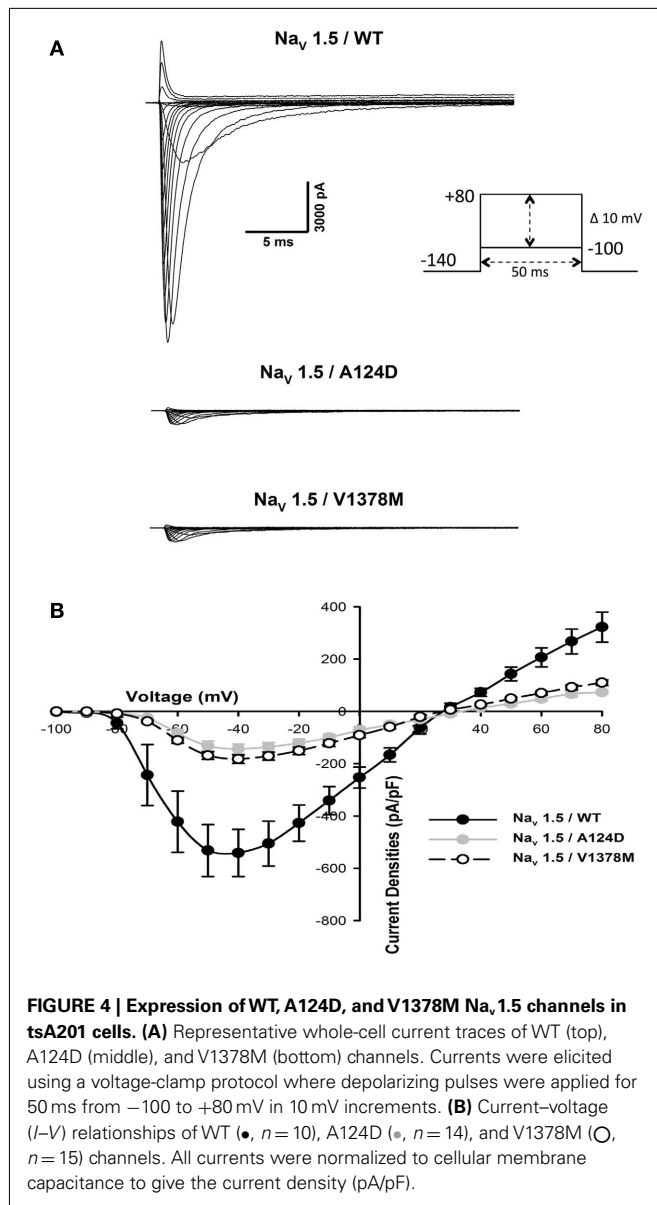 A
Naᵥ 1.5 / WT
3000 pA
5 ms
+80
Δ 10 mV
-100
-140
50 ms
Naᵥ 1.5 / A124D
Naᵥ 1.5 / V1378M
B
400
200
Voltage (mV)
0
-100
-80
-60
-40
-20
0
20
40
60
80
-200
-400
-600
-800
Current Densities (pA/pF)
Naᵥ 1.5 / WT
Naᵥ 1.5 / A124D
Naᵥ 1.5 / V1378M
FIGURE 4 | Expression of WT, A124D, and V1378M Naᵥ1.5 channels in
tsA201 cells. (A) Representative whole-cell current traces of WT (top),
A124D (middle), and V1378M (bottom) channels. Currents were elicited
using a voltage-clamp protocol where depolarizing pulses were applied for
50 ms from −100 to +80 mV in 10 mV increments. (B) Current–voltage
(I–V) relationships of WT (●, n = 10), A124D (●, n = 14), and V1378M (○,
n = 15) channels. All currents were normalized to cellular membrane
capacitance to give the current density (pA/pF).